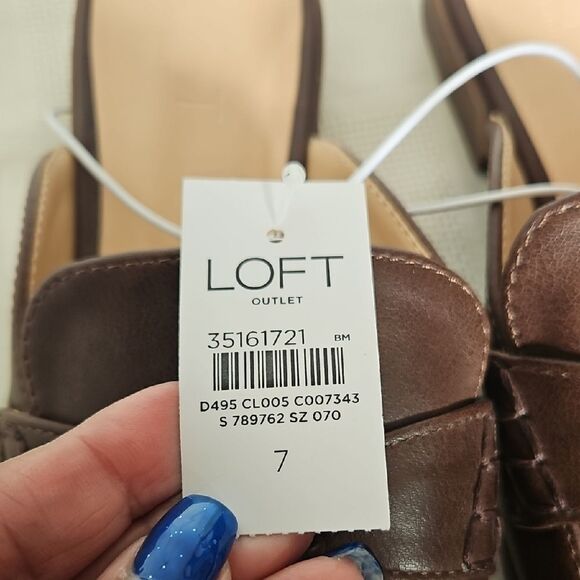 LOFT
OUTLET
35161721 BM
D495 CL005 C007343
S 789762 SZ 070
7